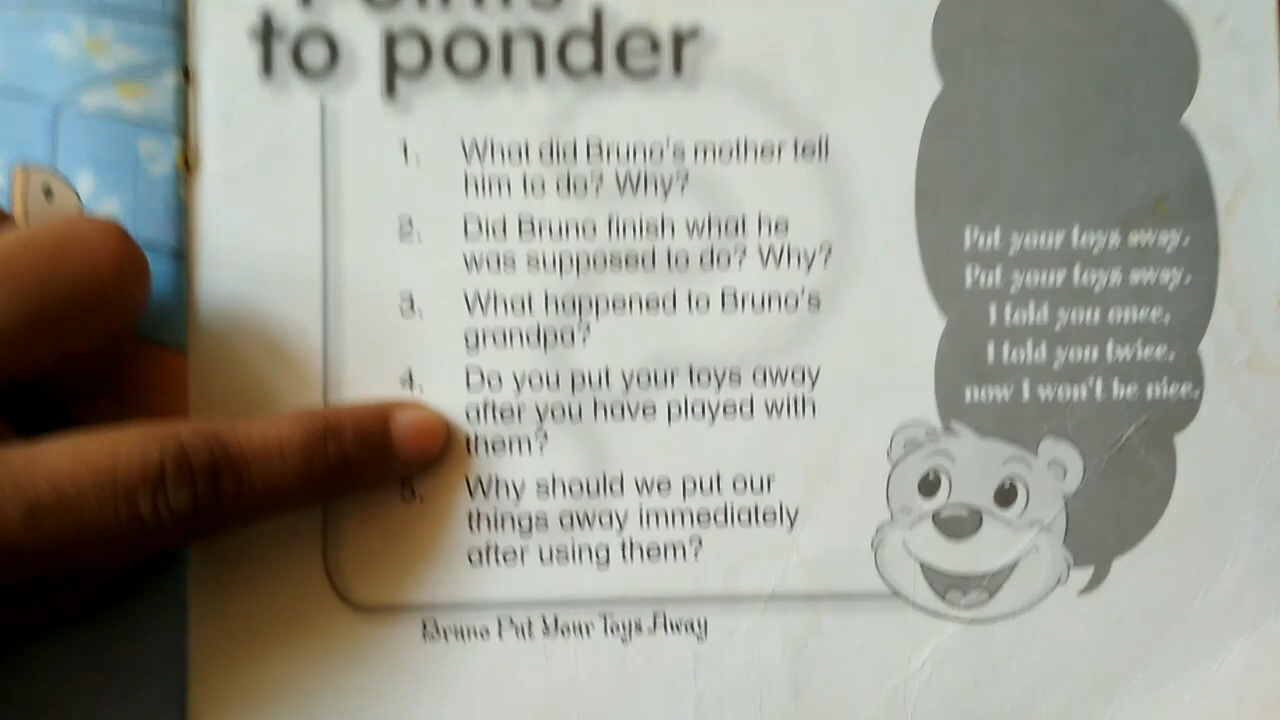 Points
to ponder
1. What did Bruno's mother tell
him to do? Why?
2. Did Bruno finish what he
was supposed to do? Why?
3. What happened to Bruno's
grandpa?
4. Do you put your toys away
after you have played with
them?
5. Why should we put our
things away immediately
after using them?
Bruno Put Your Toys Away
Put your toys away.
Put your toys away.
I told you once,
I told you twice,
now I won't be nice.